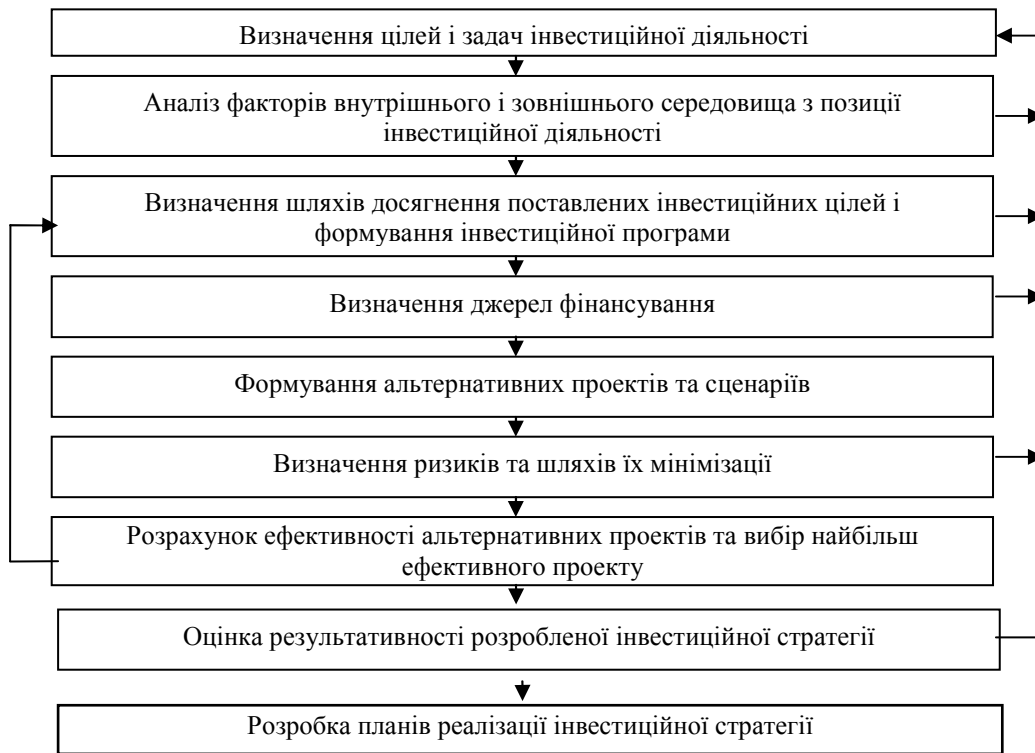 Визначення цілей і задач інвестиційної діяльності
Аналіз факторів внутрішнього і зовнішнього середовища з позиції
інвестиційної діяльності
Визначення шляхів досягнення поставлених інвестиційних цілей і
формування інвестиційної програми
Визначення джерел фінансування
Формування альтернативних проектів та сценаріїв
Визначення ризиків та шляхів їх мінімізації
Розрахунок ефективності альтернативних проектів та вибір найбільш
ефективного проекту
Оцінка результативності розробленої інвестиційної стратегії
Розробка планів реалізації інвестиційної стратегії